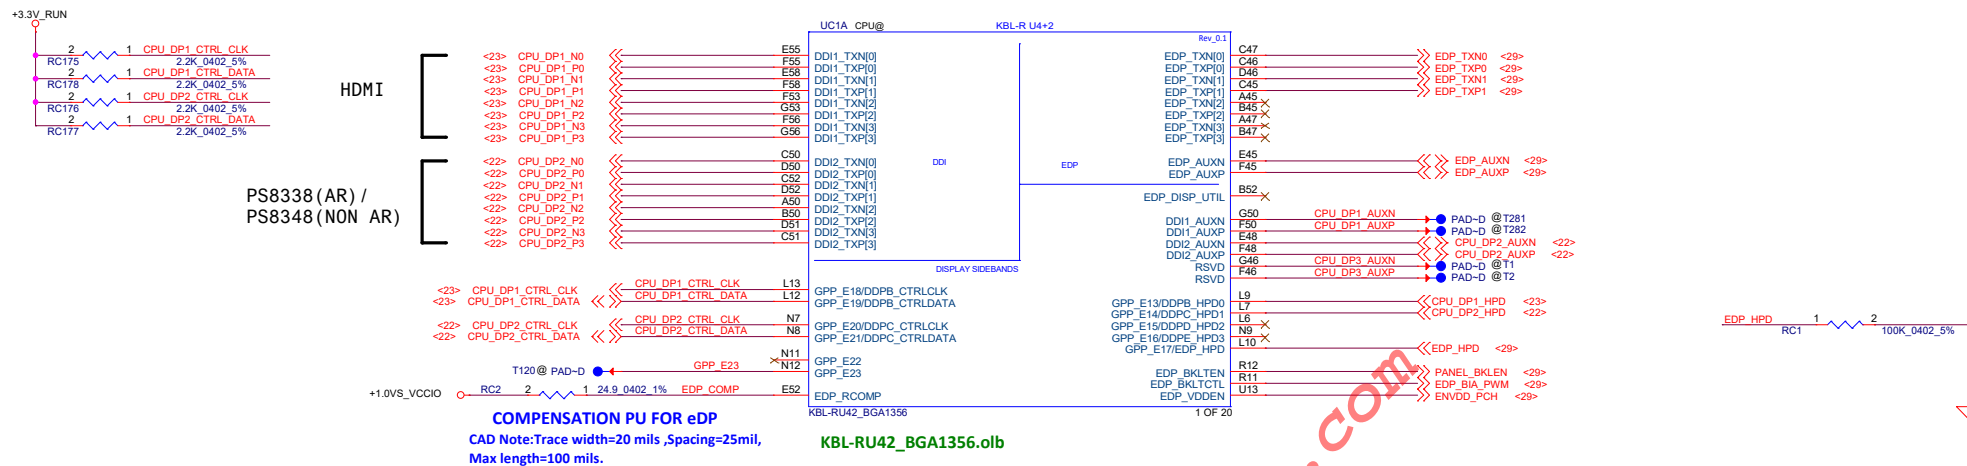 +3.3V_RUN
2 1 CPU_DP1_CTRL_CLK
RC175 2.2K_0402_5%
2 1 CPU_DP1_CTRL_DATA
RC178 2.2K_0402_5%
2 1 CPU_DP2_CTRL_CLK
RC176 2.2K_0402_5%
2 1 CPU_DP2_CTRL_DATA
RC177 2.2K_0402_5%
HDMI
PS8338(AR)/
PS8348(NON AR)
UC1A CPU@ KBL-R U4+2
Rev_0.1
<23> CPU_DP1_N0 E55 DDI1_TXN[0]
<23> CPU_DP1_P0 F55 DDI1_TXP[0]
<23> CPU_DP1_N1 E58 DDI1_TXN[1]
<23> CPU_DP1_P1 F58 DDI1_TXP[1]
<23> CPU_DP1_N2 F53 DDI1_TXN[2]
<23> CPU_DP1_P2 G53 DDI1_TXP[2]
<23> CPU_DP1_N3 F56 DDI1_TXN[3]
<23> CPU_DP1_P3 G56 DDI1_TXP[3]
<22> CPU_DP2_N0 C50 DDI2_TXN[0]
<22> CPU_DP2_P0 D50 DDI2_TXP[0]
<22> CPU_DP2_N1 C52 DDI2_TXN[1]
<22> CPU_DP2_P1 D52 DDI2_TXP[1]
<22> CPU_DP2_N2 A50 DDI2_TXN[2]
<22> CPU_DP2_P2 B50 DDI2_TXP[2]
<22> CPU_DP2_N3 D51 DDI2_TXN[3]
<22> CPU_DP2_P3 C51 DDI2_TXP[3]
DDI
EDP
DISPLAY SIDEBANDS
<23> CPU_DP1_CTRL_CLK CPU_DP1_CTRL_CLK L13 GPP_E18/DDPB_CTRLCLK
<23> CPU_DP1_CTRL_DATA CPU_DP1_CTRL_DATA L12 GPP_E19/DDPB_CTRLDATA
<22> CPU_DP2_CTRL_CLK CPU_DP2_CTRL_CLK N7 GPP_E20/DDPC_CTRLCLK
<22> CPU_DP2_CTRL_DATA CPU_DP2_CTRL_DATA N8 GPP_E21/DDPC_CTRLDATA
N11 GPP_E22
T120@ PAD~D GPP_E23 N12 GPP_E23
+1.0VS_VCCIO RC2 2 1 24.9_0402_1% EDP_COMP E52 EDP_RCOMP
EDP_TXN[0] C47 EDP_TXN0 <29>
EDP_TXP[0] C46 EDP_TXP0 <29>
EDP_TXN[1] D46 EDP_TXN1 <29>
EDP_TXP[1] C45 EDP_TXP1 <29>
EDP_TXN[2] A45
EDP_TXP[2] B45
EDP_TXN[3] A47
EDP_TXP[3] B47
EDP_AUXN E45 EDP_AUXN <29>
EDP_AUXP F45 EDP_AUXP <29>
EDP_DISP_UTIL B52
DDI1_AUXN G50 CPU_DP1_AUXN PAD~D @T281
DDI1_AUXP F50 CPU_DP1_AUXP PAD~D @T282
DDI2_AUXN E48 CPU_DP2_AUXN <22>
DDI2_AUXP F48 CPU_DP2_AUXP <22>
RSVD G46 CPU_DP3_AUXN PAD~D @T1
RSVD F46 CPU_DP3_AUXP PAD~D @T2
GPP_E13/DDPB_HPD0 L9 CPU_DP1_HPD <23>
GPP_E14/DDPC_HPD1 L7 CPU_DP2_HPD <22>
GPP_E15/DDPD_HPD2 L6
GPP_E16/DDPE_HPD3 N9
GPP_E17/EDP_HPD L10 EDP_HPD <29>
EDP_BKLTEN R12 PANEL_BKLEN <29>
EDP_BKLTCTL R11 EDP_BIA_PWM <29>
EDP_VDDEN U13 ENVDD_PCH <29>
KBL-RU42_BGA1356 1 OF 20
EDP_HPD 1 2
RC1 100K_0402_5%
COMPENSATION PU FOR eDP
CAD Note:Trace width=20 mils ,Spacing=25mil,
Max length=100 mils.
KBL-RU42_BGA1356.olb
.com